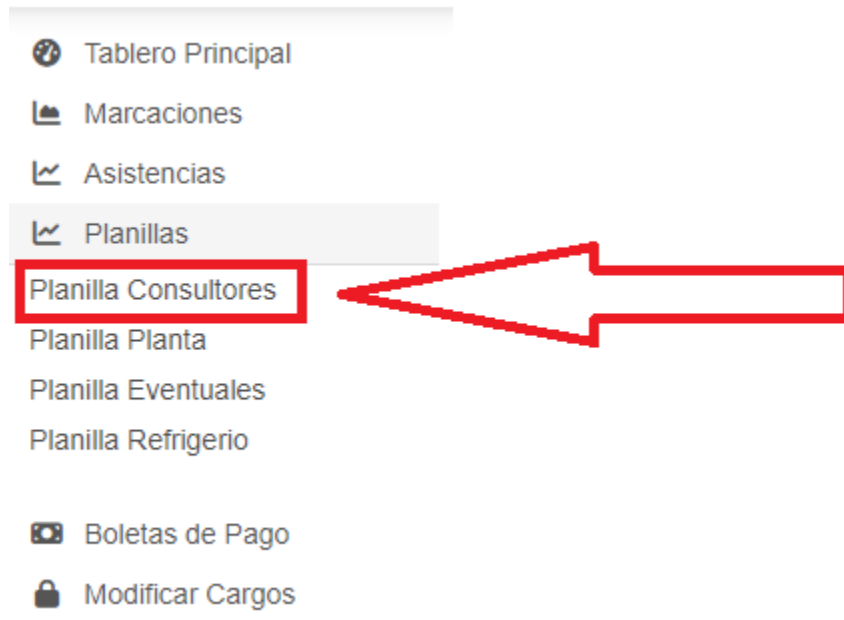 Tablero Principal
Marcaciones
Asistencias
Planillas
Planilla Consultores
Planilla Planta
Planilla Eventuales
Planilla Refrigerio
Boletas de Pago
Modificar Cargos